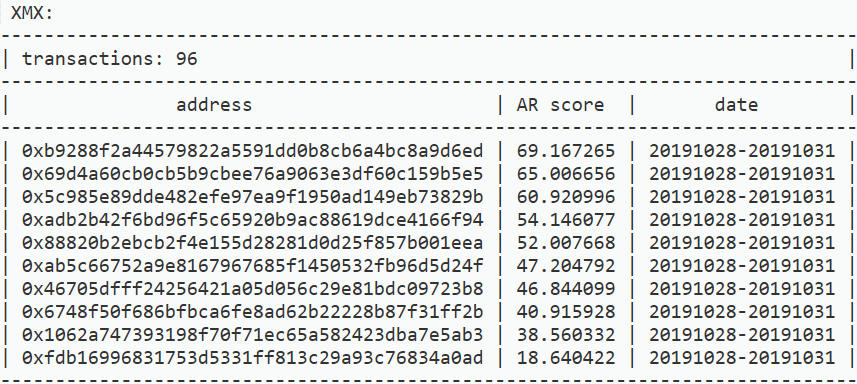 XMX:
--------------------------------------------------------------------------------
| transactions: 96 |
--------------------------------------------------------------------------------
| address | AR score | date |
--------------------------------------------------------------------------------
| 0xb9288f2a44579822a5591dd0b8cb6a4bc8a9d6ed | 69.167265 | 20191028-20191031 |
| 0x69d4a60cb0cb5b9cbee76a9063e3df60c159b5e5 | 65.006656 | 20191028-20191031 |
| 0x5c985e89dde482efe97ea9f1950ad149eb73829b | 60.920996 | 20191028-20191031 |
| 0xadb2b42f6bd96f5c65920b9ac88619dce4166f94 | 54.146077 | 20191028-20191031 |
| 0x88820b2ebcb2f4e155d28281d0d25f857b001eea | 52.007668 | 20191028-20191031 |
| 0xab5c66752a9e8167967685f1450532fb96d5d24f | 47.204792 | 20191028-20191031 |
| 0x46705dfff24256421a05d056c29e81bdc09723b8 | 46.844099 | 20191028-20191031 |
| 0x6748f50f686bfbca6fe8ad62b22228b87f31ff2b | 40.915928 | 20191028-20191031 |
| 0x1062a747393198f70f71ec65a582423dba7e5ab3 | 38.560332 | 20191028-20191031 |
| 0xfdb16996831753d5331ff813c29a93c76834a0ad | 18.640422 | 20191028-20191031 |
--------------------------------------------------------------------------------